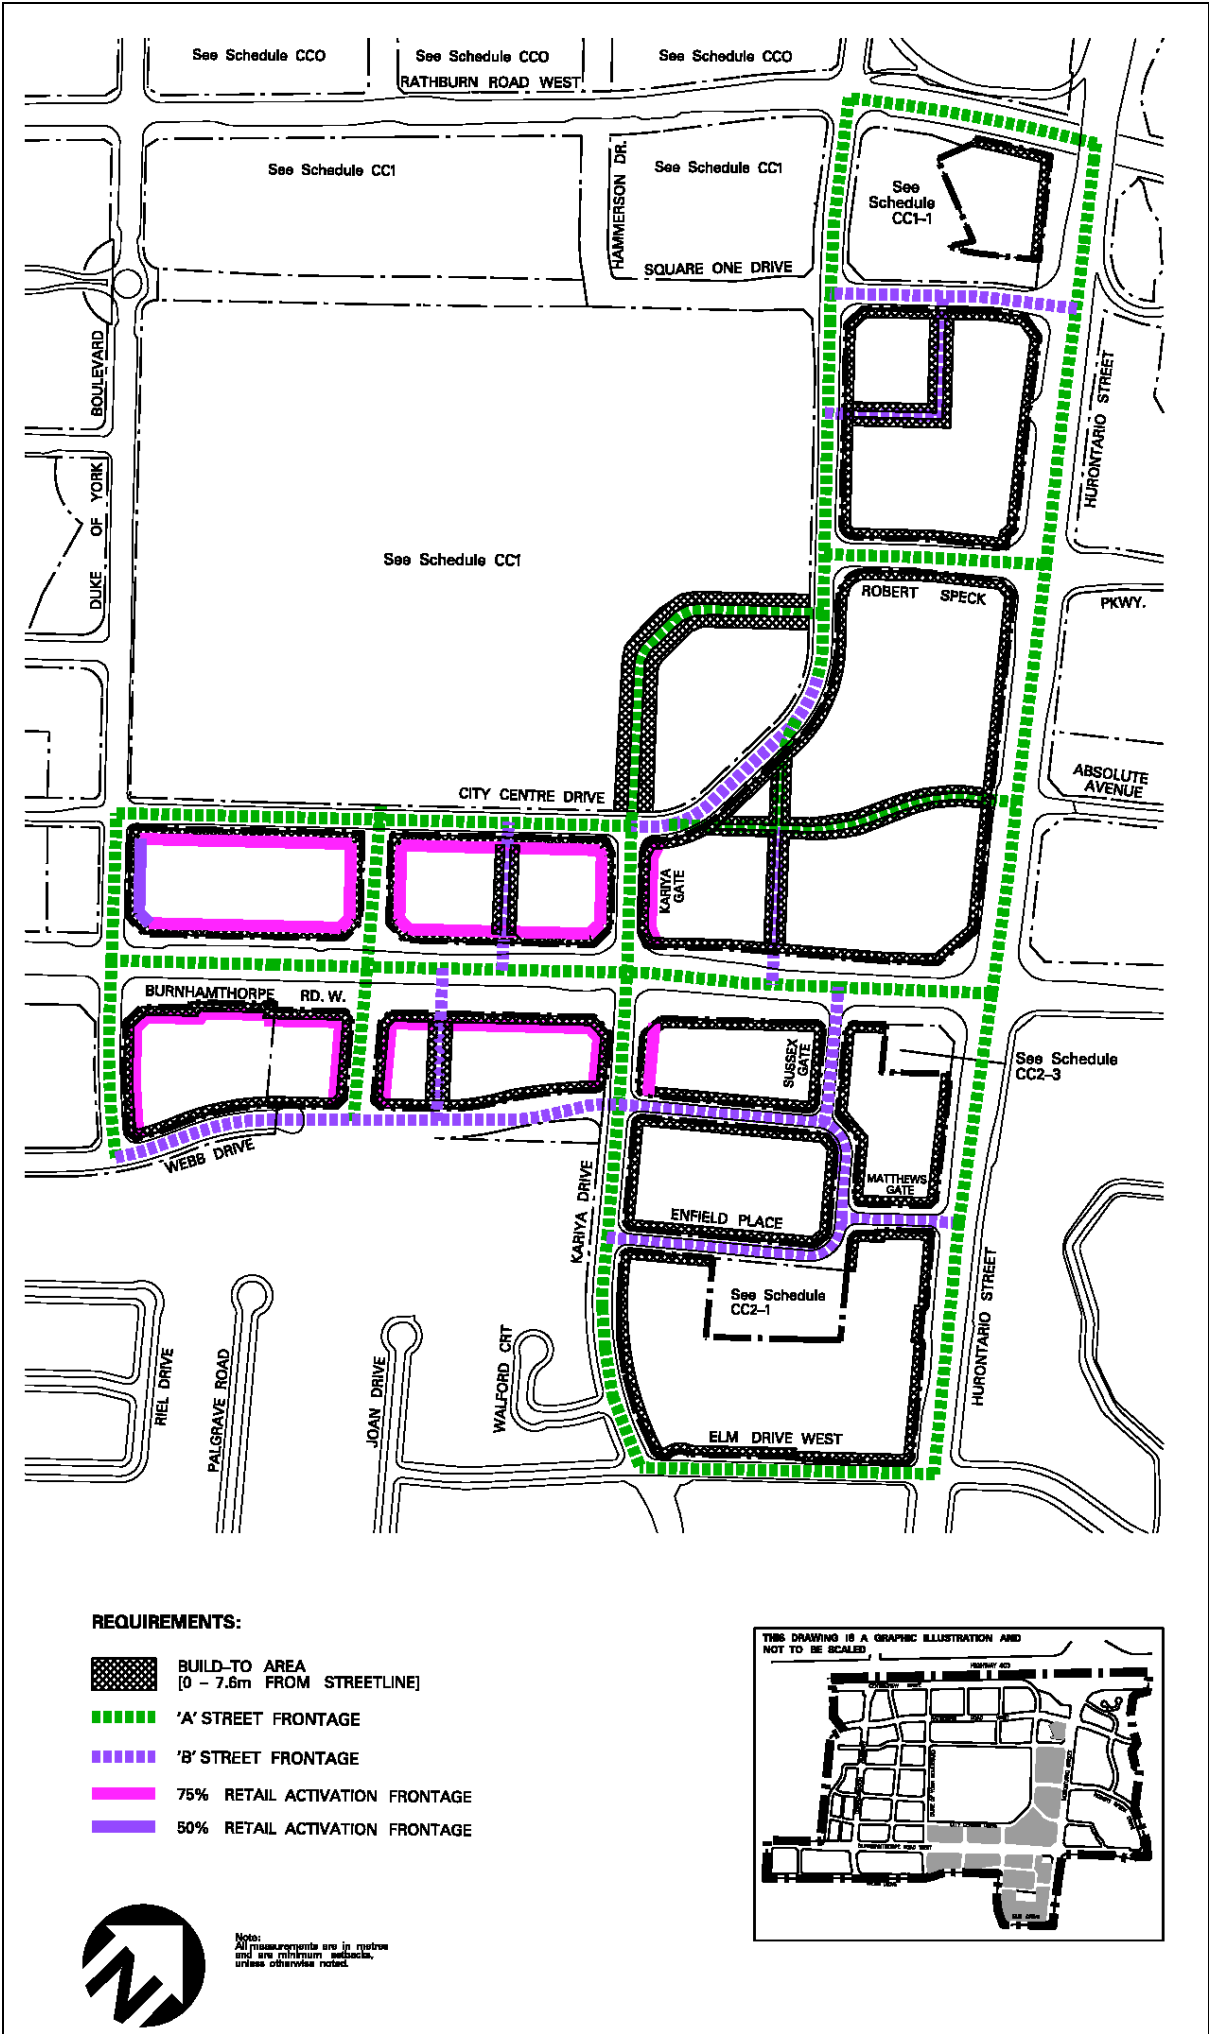 See Schedule CCO
See Schedule CCO
See Schedule CCO
RATHBURN ROAD WEST
See Schedule CC1
HAMMERSON DR.
See Schedule CC1
See
Schedule
CC1-1
SQUARE ONE DRIVE
BOULEVARD
OF YORK
DUKE
HURONTARIO STREET
See Schedule CC1
ROBERT SPECK
PKWY.
ABSOLUTE
AVENUE
CITY CENTRE DRIVE
KARIYA
GATE
BURNHAMTHORPE RD. W.
SUSSEX
GATE
See Schedule
CC2-3
WEBB DRIVE
MATTHEWS
GATE
KARIYA DRIVE
ENFIELD PLACE
See Schedule
CC2-1
HURONTARIO STREET
RIEL DRIVE
PALGRAVE ROAD
JOAN DRIVE
WALFORD CRT
ELM DRIVE WEST
REQUIREMENTS:
BUILD-TO AREA
[0 - 7.6m FROM STREETLINE]
'A' STREET FRONTAGE
'B' STREET FRONTAGE
75% RETAIL ACTIVATION FRONTAGE
50% RETAIL ACTIVATION FRONTAGE
N
Note:
All measurements are in metres
and are minimum setbacks,
unless otherwise noted.
THIS DRAWING IS A GRAPHIC ILLUSTRATION AND
NOT TO BE SCALED
HIGHWAY 403